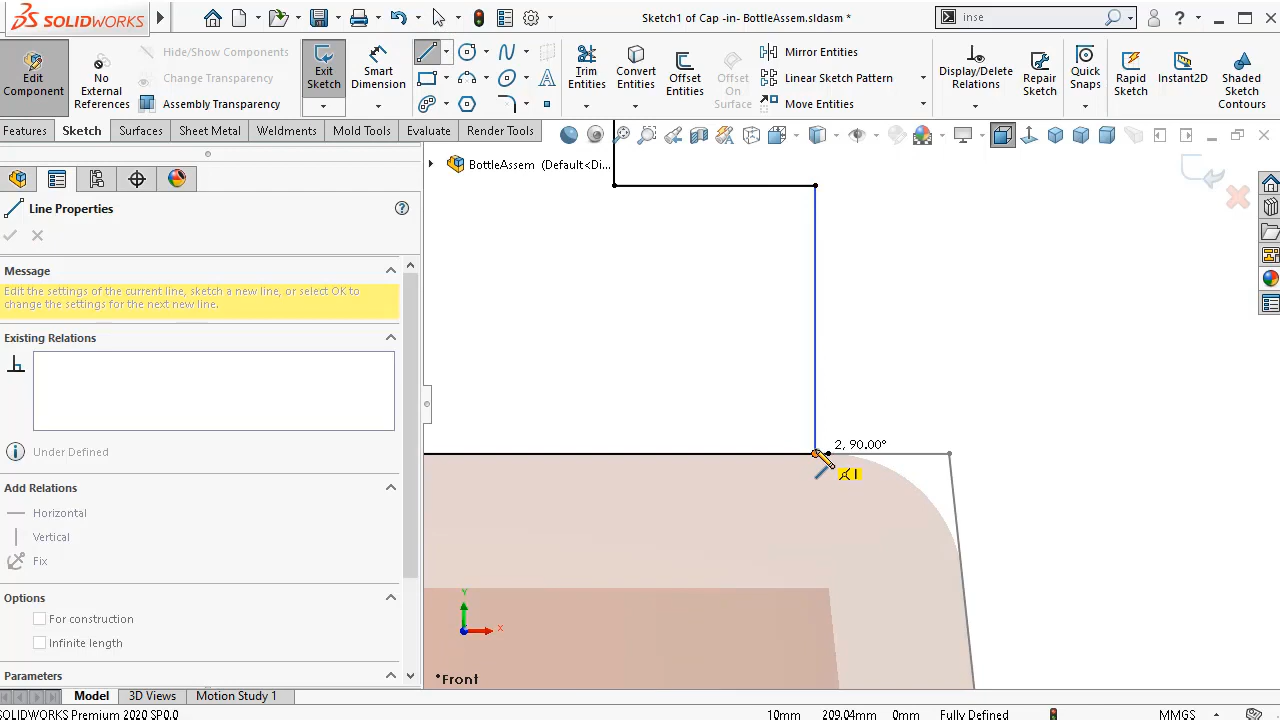 SOLIDWORKS
Sketch1 of Cap -in- BottleAssem.sldasm *
inse
?
Edit
Component
No
External
References
Hide/Show Components
Change Transparency
Assembly Transparency
Exit
Sketch
Smart
Dimension
Trim
Entities
Convert
Entities
Offset
Entities
Offset
On
Surface
Mirror Entities
Linear Sketch Pattern
Move Entities
Display/Delete
Relations
Repair
Sketch
Quick
Snaps
Rapid
Sketch
Instant2D
Shaded
Sketch
Contours
Features
Sketch
Surfaces
Sheet Metal
Weldments
Mold Tools
Evaluate
Render Tools
BottleAssem (Default<Di...
Line Properties
?
Message
Edit the settings of the current line, sketch a new line, or select OK to
change the settings for the next new line.
Existing Relations
Under Defined
Add Relations
Horizontal
Vertical
Fix
Options
For construction
Infinite length
Parameters
2, 90.00°
Y
X
*Front
Model
3D Views
Motion Study 1
SOLIDWORKS Premium 2020 SP0.0
10mm
209.04mm
0mm
Fully Defined
MMGS